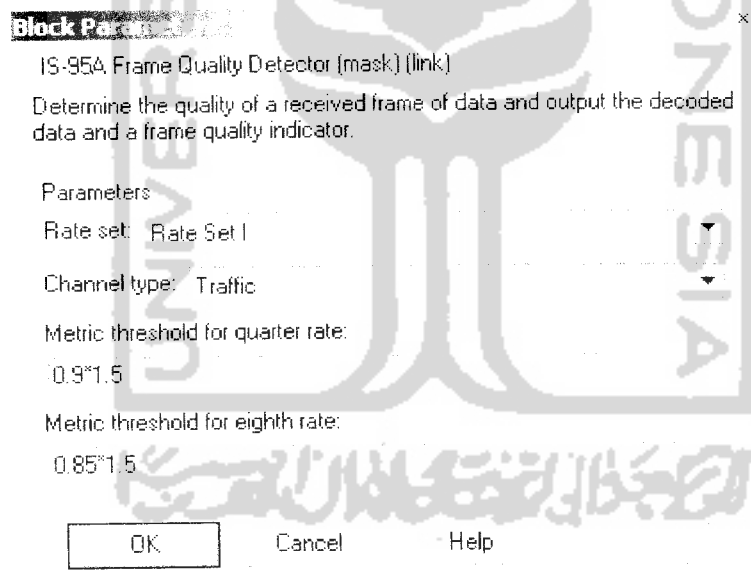 Block
IS-95A Frame Quality Detector (mask) (link)
Determine the quality of a received frame of data and output the decoded
data and a frame quality indicator.
Parameters
Rate set: Rate Set I
Channel type: Traffic
Metric threshold for quarter rate:
0.9*1.5
Metric threshold for eighth rate:
0.85*1.5
OK Cancel Help